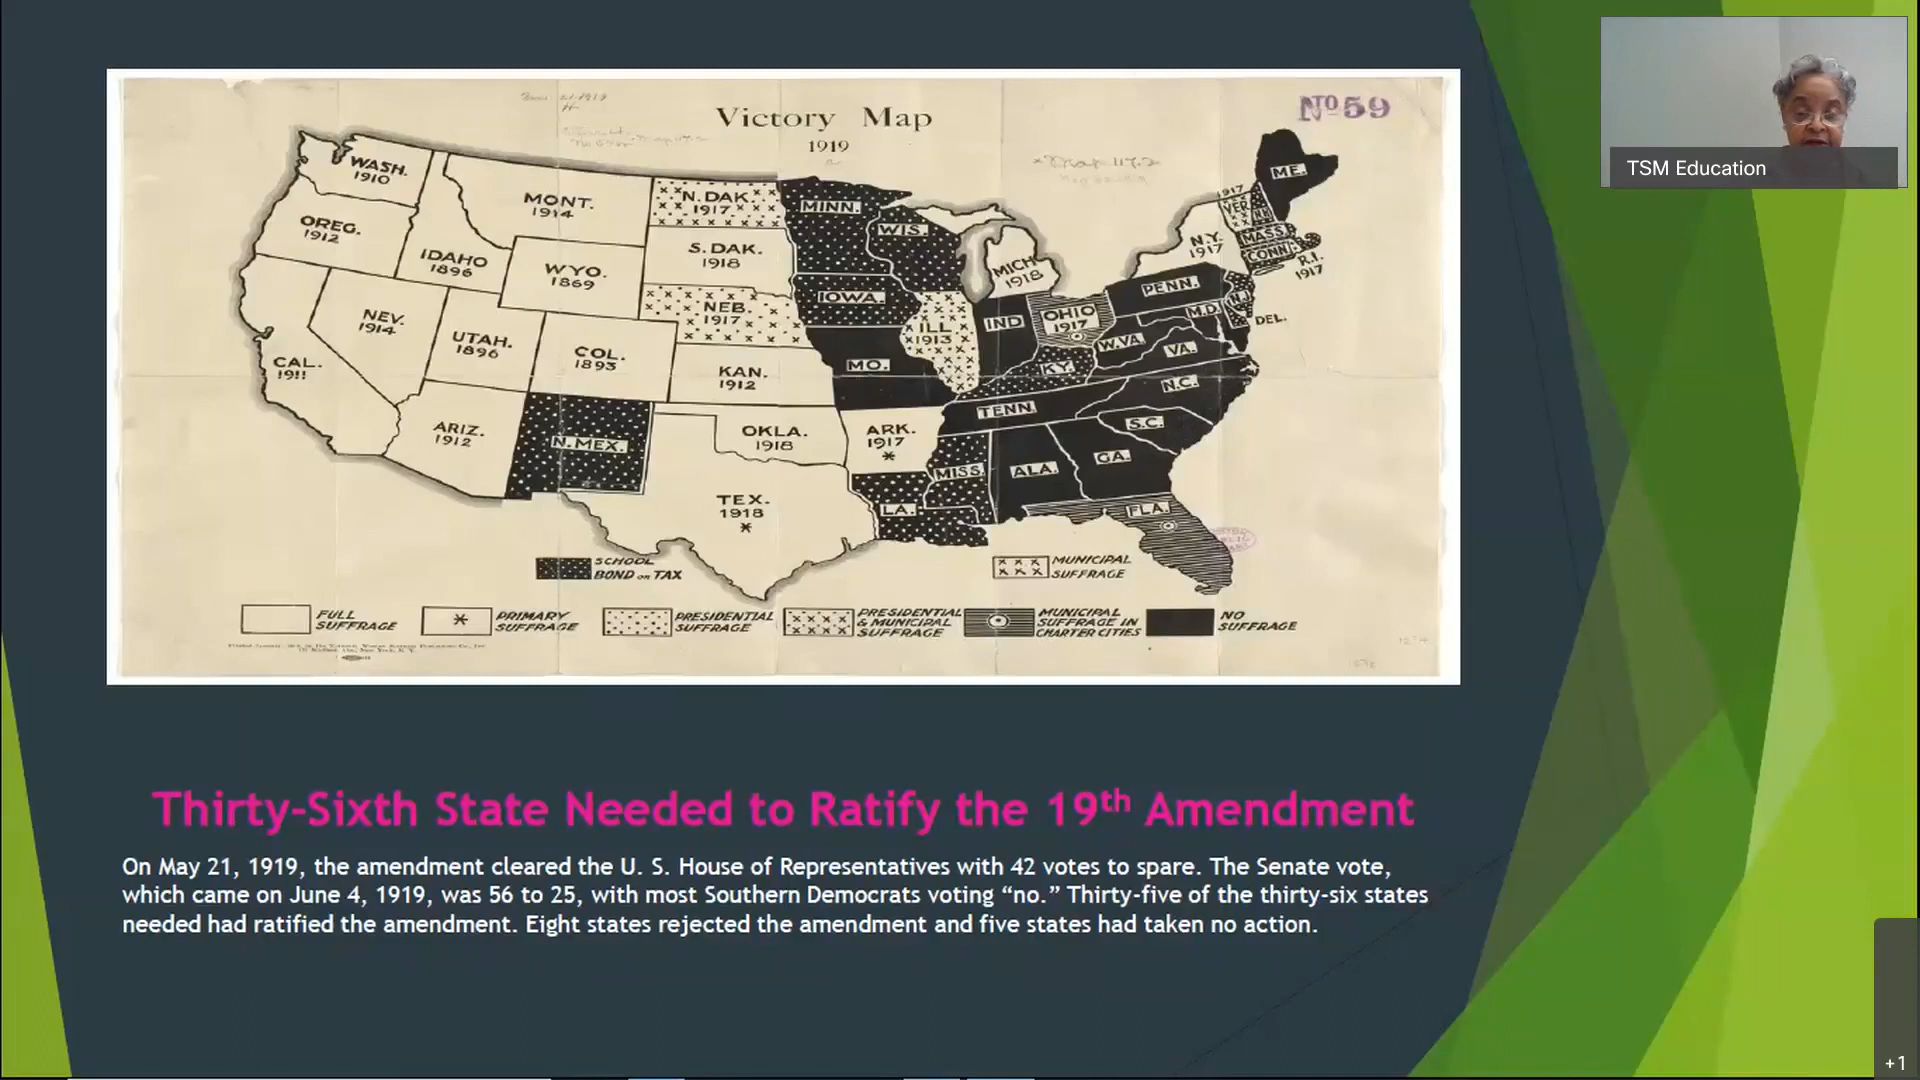 TSM Education
Victory Map
1919
No 59
WASH.
1910
OREG.
1912
IDAHO
1896
MONT.
1914
WYO.
1869
N. DAK.
1917
S. DAK.
1918
NEB.
1917
NEV.
1914
UTAH.
1896
COL.
1893
KAN.
1912
CAL.
1911
ARIZ.
1912
N. MEX.
OKLA.
1918
TEX.
1918
*
ARK.
1917
*
LA.
MINN.
WIS.
IOWA.
MO.
ILL
1913
MICH
1918
IND
OHIO
1917
KY.
TENN.
MISS.
ALA.
GA.
FLA.
S.C.
N.C.
VA.
W.VA.
M.D.
DEL.
PENN.
N.J.
N.Y.
1917
1917
VER.
N.H.
ME.
MASS.
CONN.
R.I.
1917
SCHOOL
BOND OR TAX
MUNICIPAL
SUFFRAGE
FULL
SUFFRAGE
*
PRIMARY
SUFFRAGE
PRESIDENTIAL
SUFFRAGE
PRESIDENTIAL
& MUNICIPAL
SUFFRAGE
MUNICIPAL
SUFFRAGE IN
CHARTER CITIES
NO
SUFFRAGE
Thirty-Sixth State Needed to Ratify the 19th Amendment
On May 21, 1919, the amendment cleared the U. S. House of Representatives with 42 votes to spare. The Senate vote,
which came on June 4, 1919, was 56 to 25, with most Southern Democrats voting “no.” Thirty-five of the thirty-six states
needed had ratified the amendment. Eight states rejected the amendment and five states had taken no action.
+1